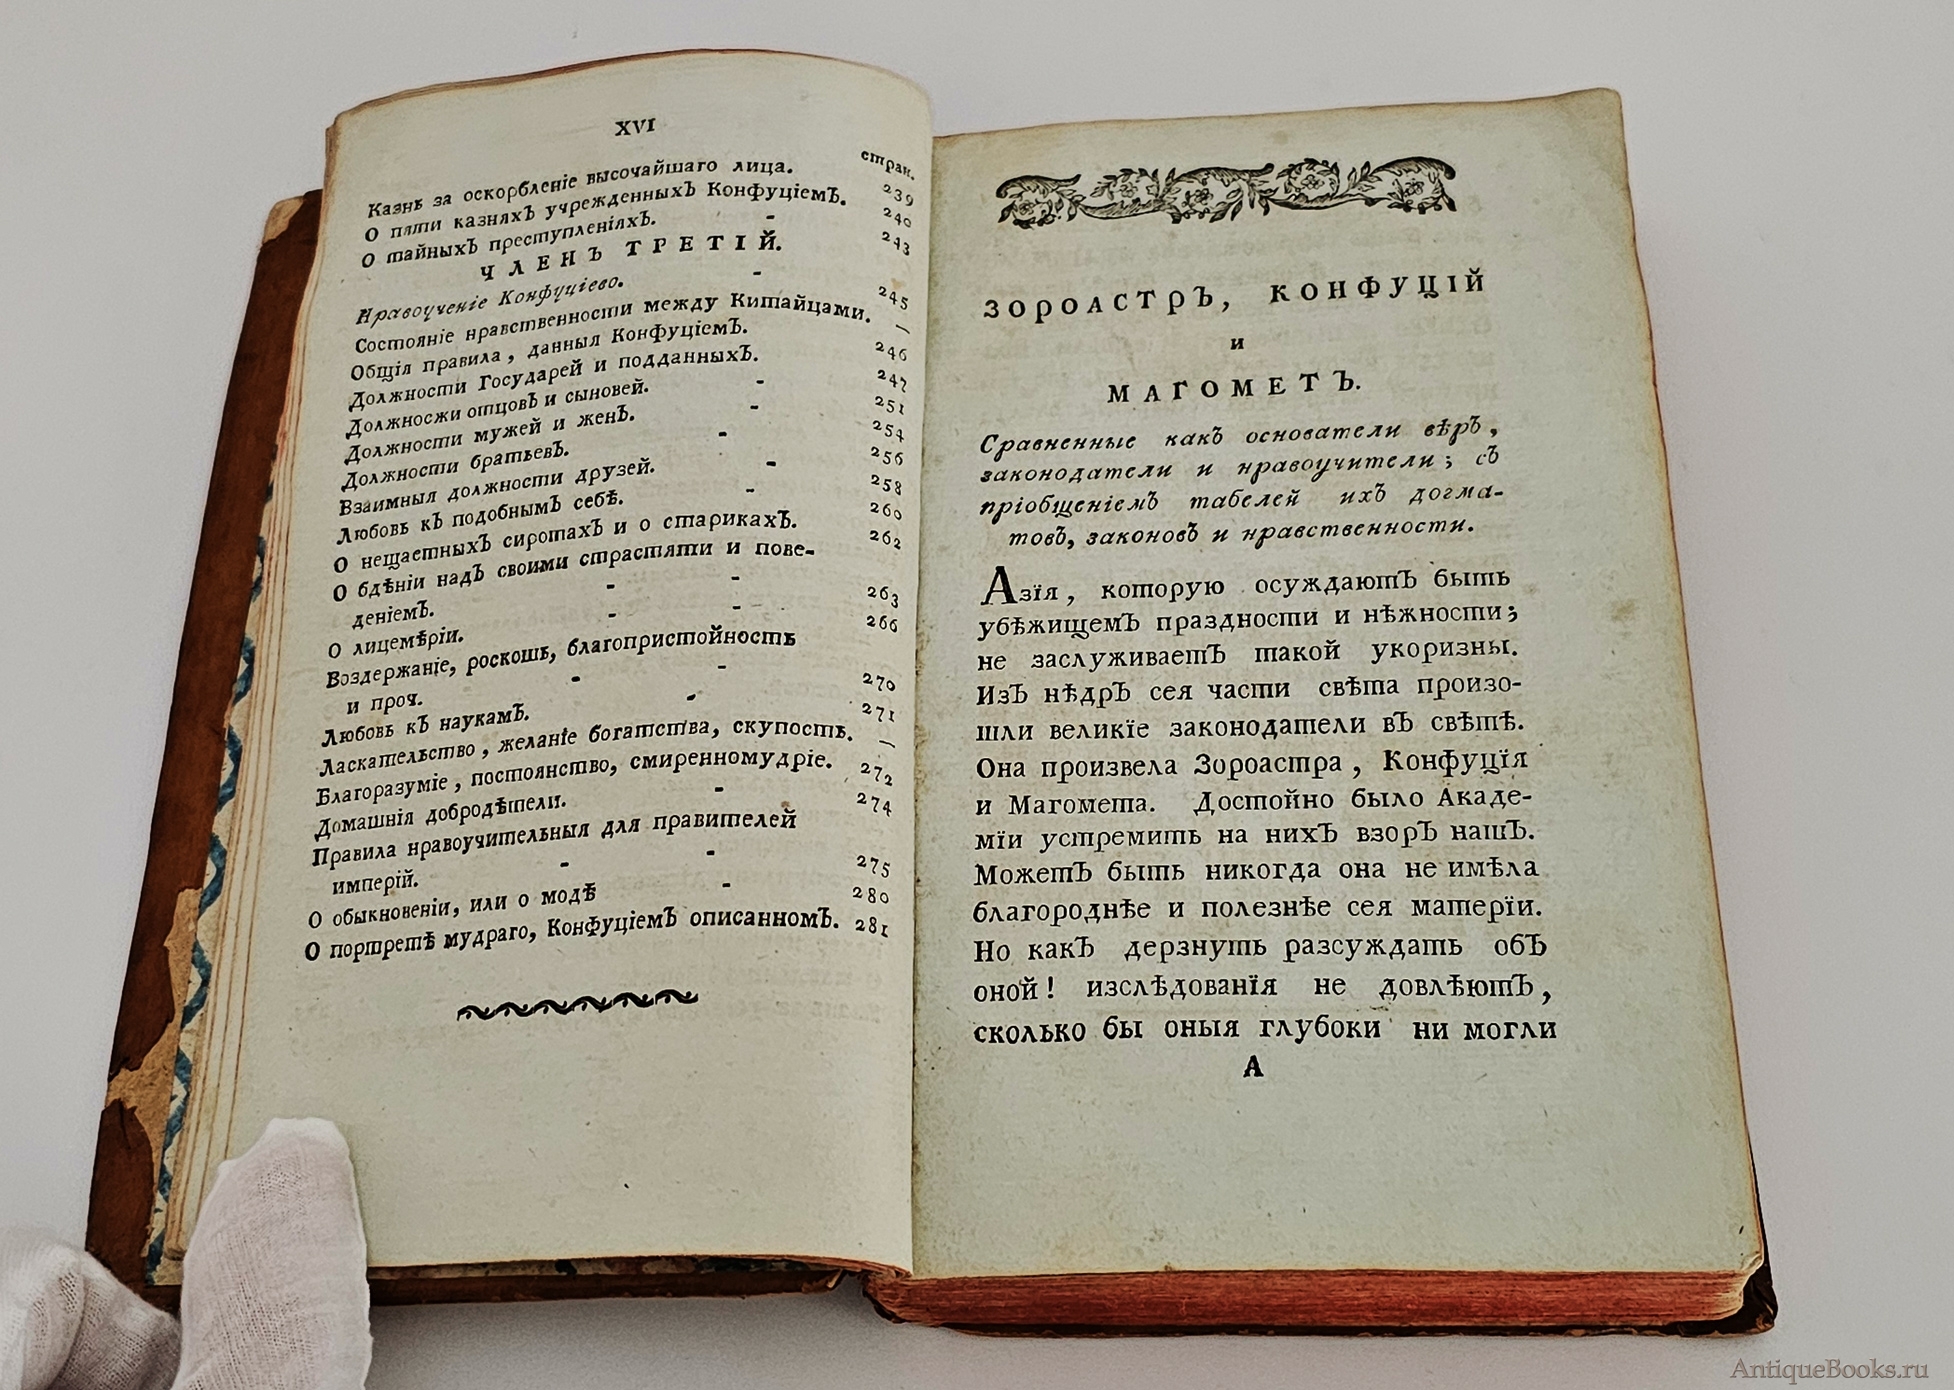 XVI
стран.
Казнь за оскорбленіе высочайшаго лица. 239
О пяти казняхъ учрежденныхъ Конфуціемъ. 240
О тайныхъ преступленіяхъ. - 243
ЧЛЕНЪ ТРЕТІЙ.
Нравоученіе Конфуціево. - 245
Состояніе нравственности между Китайцами. —
Общія правила, данныя Конфуціемъ. 246
Должности Государей и подданныхъ. 247
Должносжи отцовъ и сыновей. - 251
Должности мужей и женъ. - 254
Должности братьевъ. - 256
Взаимныя должности друзей. - 258
Любовь къ подобнымъ себѣ. - 260
О нещастныхъ сиротахъ и о старикахъ. 262
О бдѣніи надъ своими страстяти и пове-
деніемъ. - - 263
О лицемѣріи. - - 266
Воздержаніе, роскошь, благопристойность
и проч. - - 270
Любовь къ наукамъ. - 271
Ласкательство, желаніе богатства, скупость. —
Благоразуміе, постоянство, смиренномудріе. 272
Домашнія добродѣтели. - 274
Правила нравоучительныя для правителей
имперій. - - 275
О обыкновеніи, или о модѣ - 280
О портретѣ мудраго, Конфуціемъ описанномъ. 281
ЗОРОАСТРЪ, КОНФУЦІЙ
и
МАГОМЕТЪ.
Сравненные какъ основатели вѣръ,
законодатели и нравоучители; съ
пріобщеніемъ табелей ихъ догма-
товъ, законовъ и нравственности.
Азїя, которую осуждаютъ быть
убѣжищемъ праздности и нѣжности;
не заслуживаетъ такой укоризны.
Изъ нѣдръ сея части свѣта произо-
шли великїе законодатели въ свѣтѣ.
Она произвела Зороастра, Конфуцїя
и Магомета. Достойно было Акаде-
мїи устремить на нихъ взоръ нашъ.
Можетъ быть никогда она не имѣла
благороднѣе и полезнѣе сея матерїи.
Но какъ дерзнуть разсуждать объ
оной! изслѣдованїя не довлѣютъ,
сколько бы оныя глубоки ни могли
А
AntiqueBooks.ru